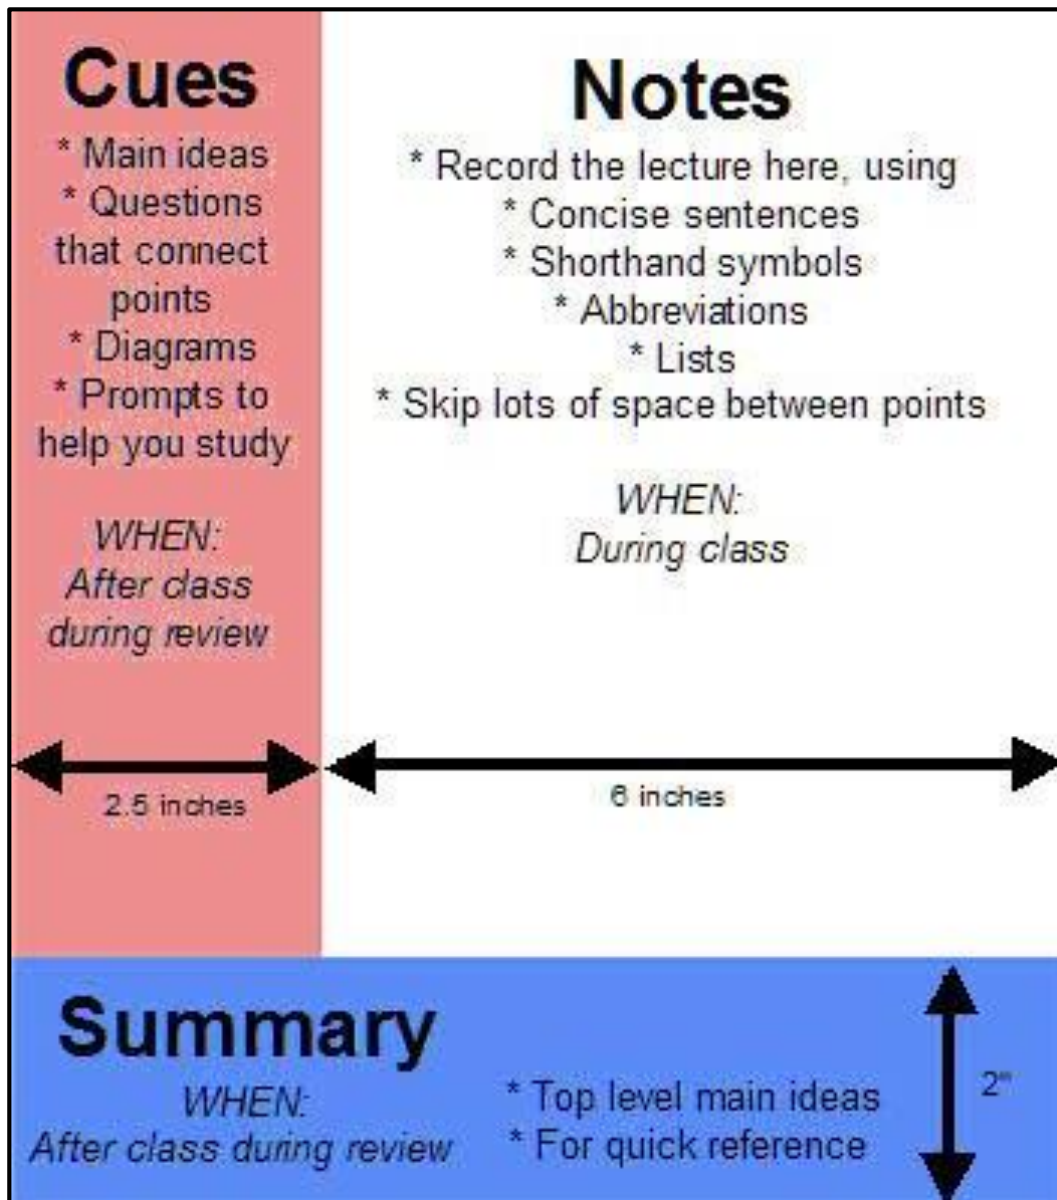 Cues
* Main ideas
* Questions
that connect
points
* Diagrams
* Prompts to
help you study
WHEN:
After class
during review
2.5 inches
Notes
* Record the lecture here, using
* Concise sentences
* Shorthand symbols
* Abbreviations
* Lists
* Skip lots of space between points
WHEN:
During class
6 inches
Summary
WHEN:
After class during review
* Top level main ideas
* For quick reference
2"